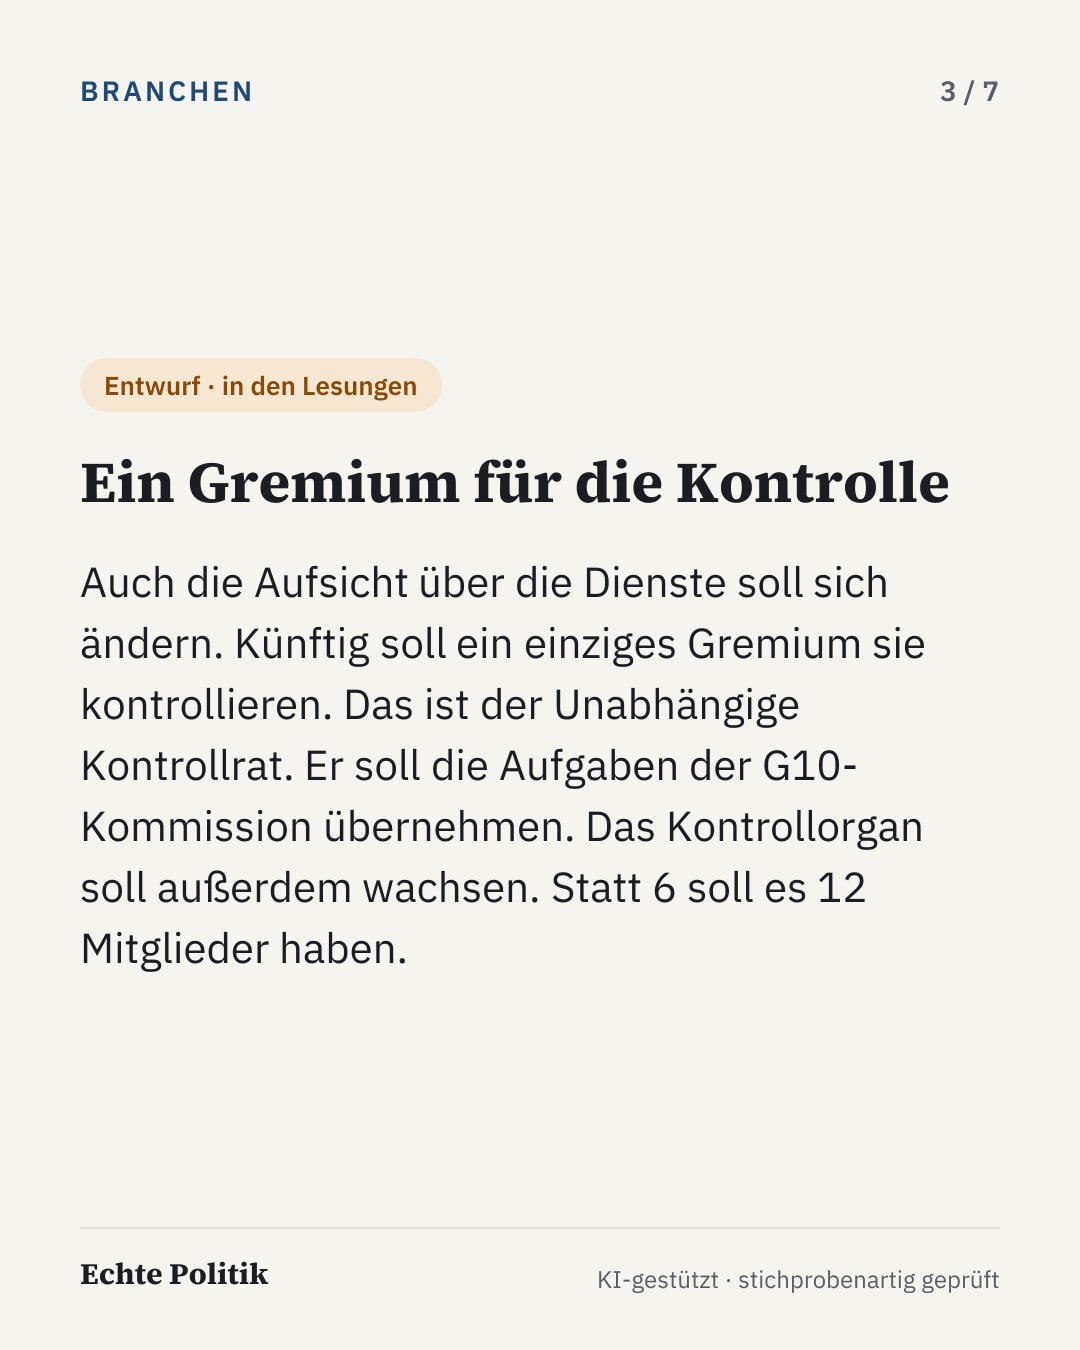 BRANCHEN
3 / 7
Entwurf · in den Lesungen
Ein Gremium für die Kontrolle
Auch die Aufsicht über die Dienste soll sich
ändern. Künftig soll ein einziges Gremium sie
kontrollieren. Das ist der Unabhängige
Kontrollrat. Er soll die Aufgaben der G10-
Kommission übernehmen. Das Kontrollorgan
soll außerdem wachsen. Statt 6 soll es 12
Mitglieder haben.
Echte Politik
KI-gestützt · stichprobenartig geprüft